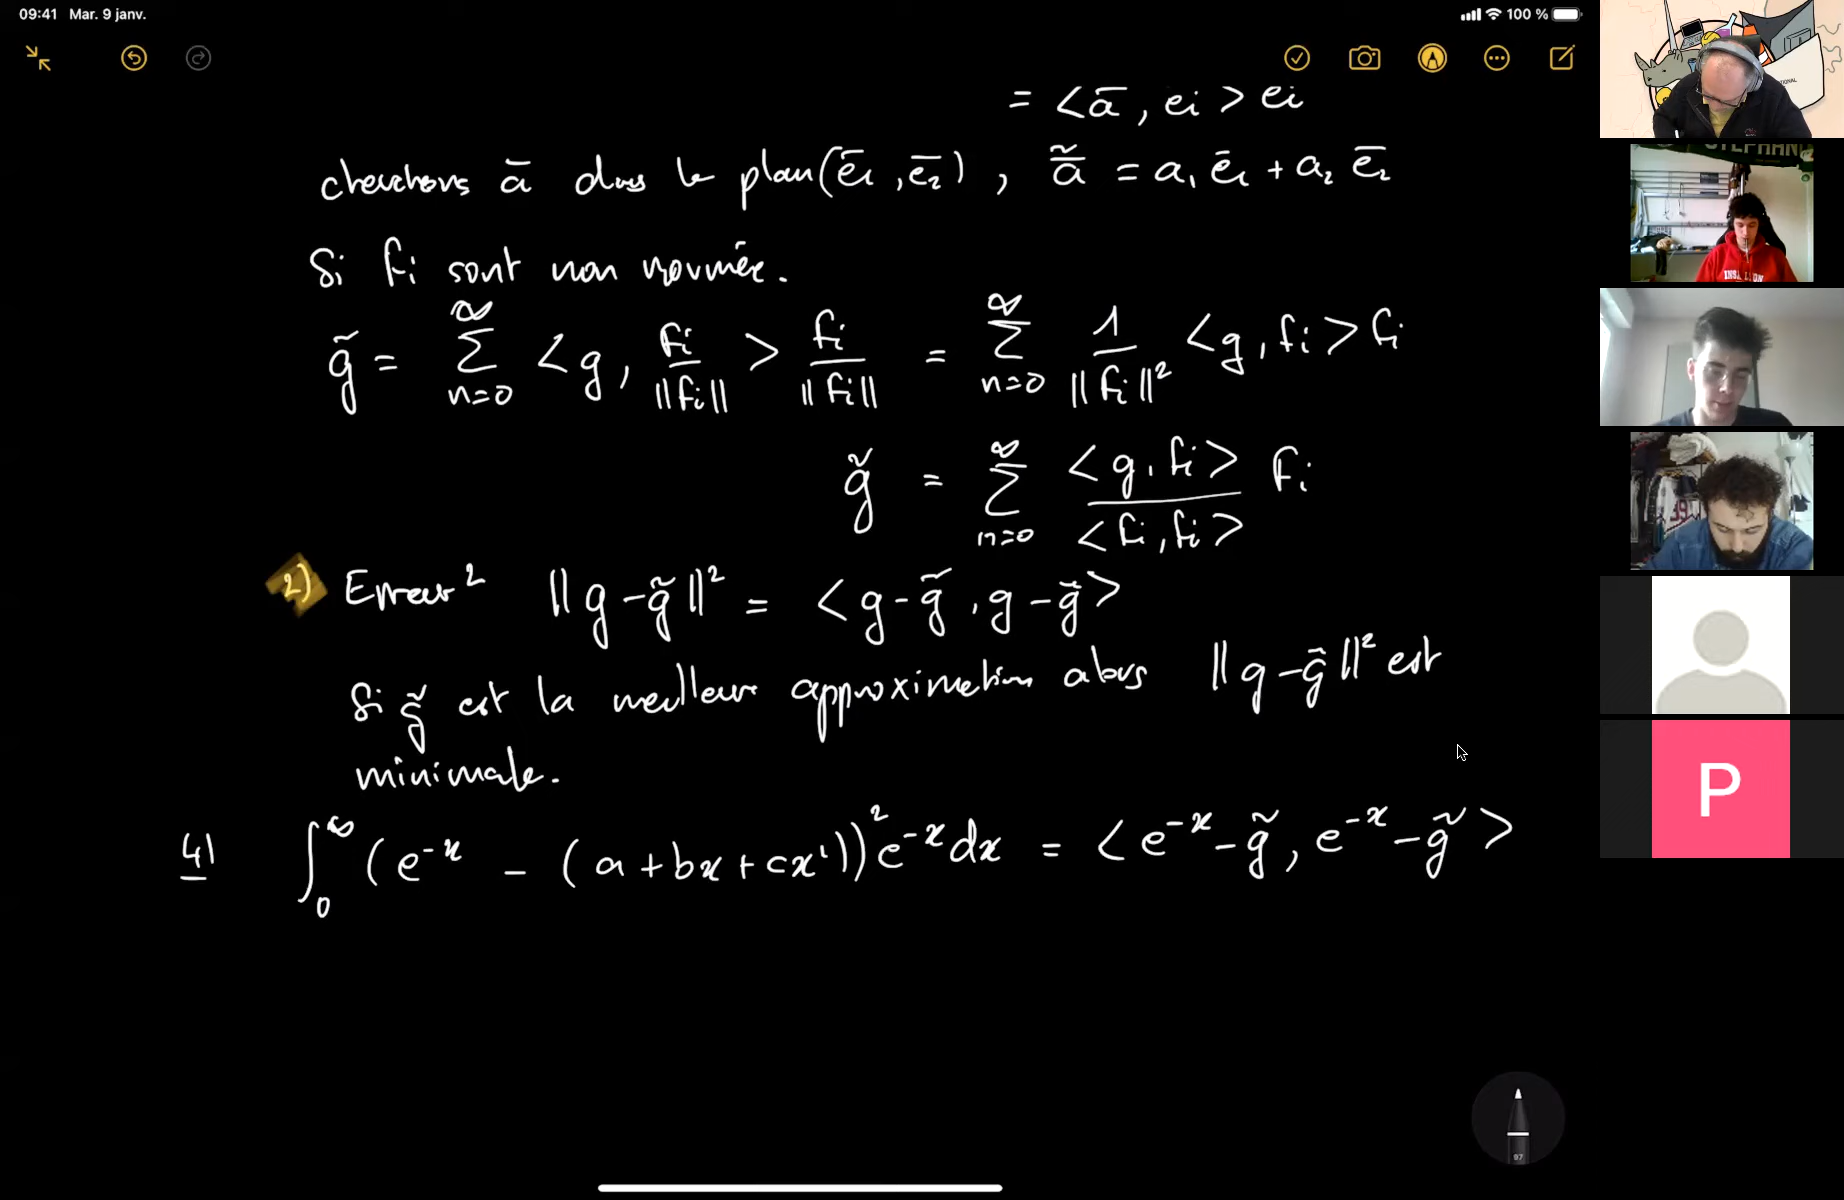 09:41 Mar. 9 janv.
100 %
= <ā, ei> ei
cherchons ā dans le plan(ē1, ē2), ã̄ = a1 ē1 + a2 ē2
Si fi sont non normée.
g̃ = ∑_{n=0}^{∞} <g, fi/||fi||> fi/||fi|| = ∑_{n=0}^{∞} 1/||fi||² <g, fi> fi
g̃ = ∑_{n=0}^{∞} <g, fi>/<fi, fi> fi
2) Erreur² ||g - g̃||² = <g - g̃, g - g̃>
Si g̃ est la meilleur approximation alors ||g - g̃||² est
minimale.
4) ∫_0^∞ (e^{-x} - (a + bx + cx²))² e^{-x} dx = <e^{-x} - g̃, e^{-x} - g̃>
97
P